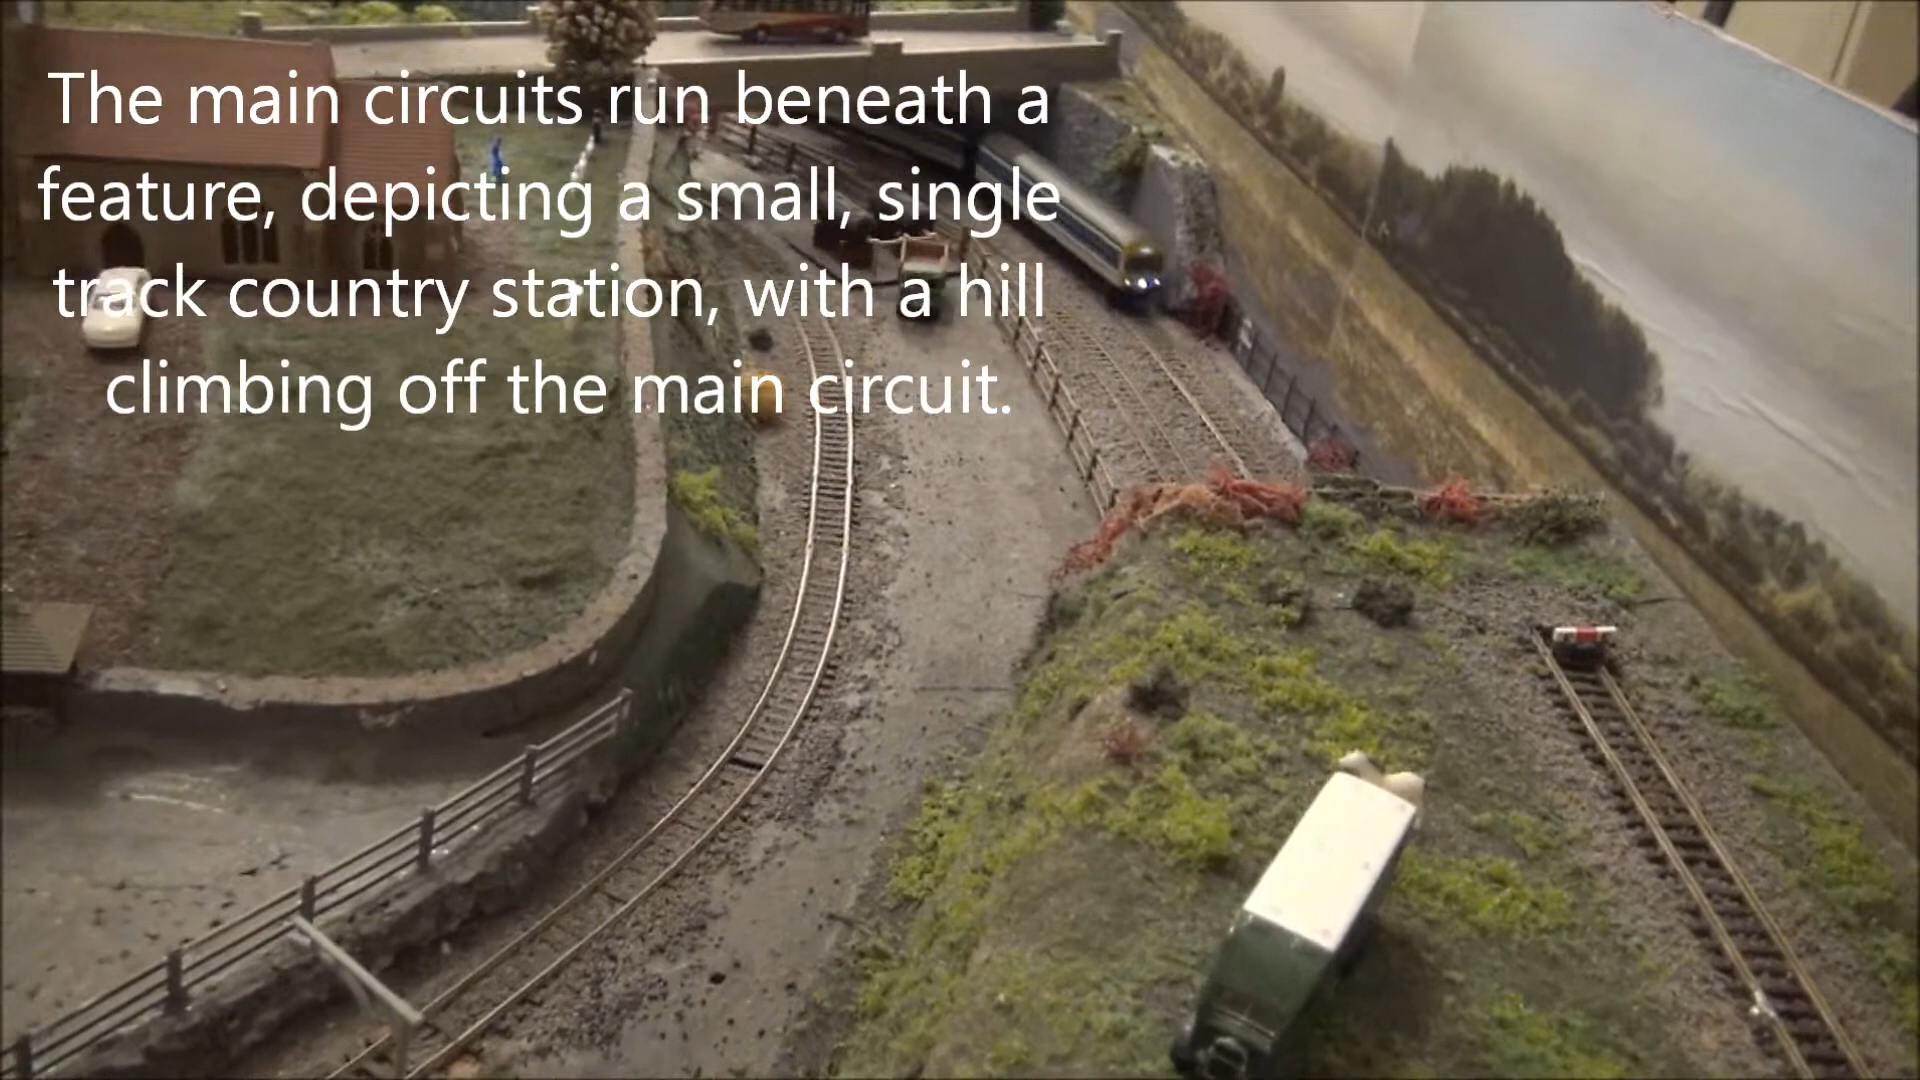 The main circuits run beneath a
feature, depicting a small, single
track country station, with a hill
climbing off the main circuit.